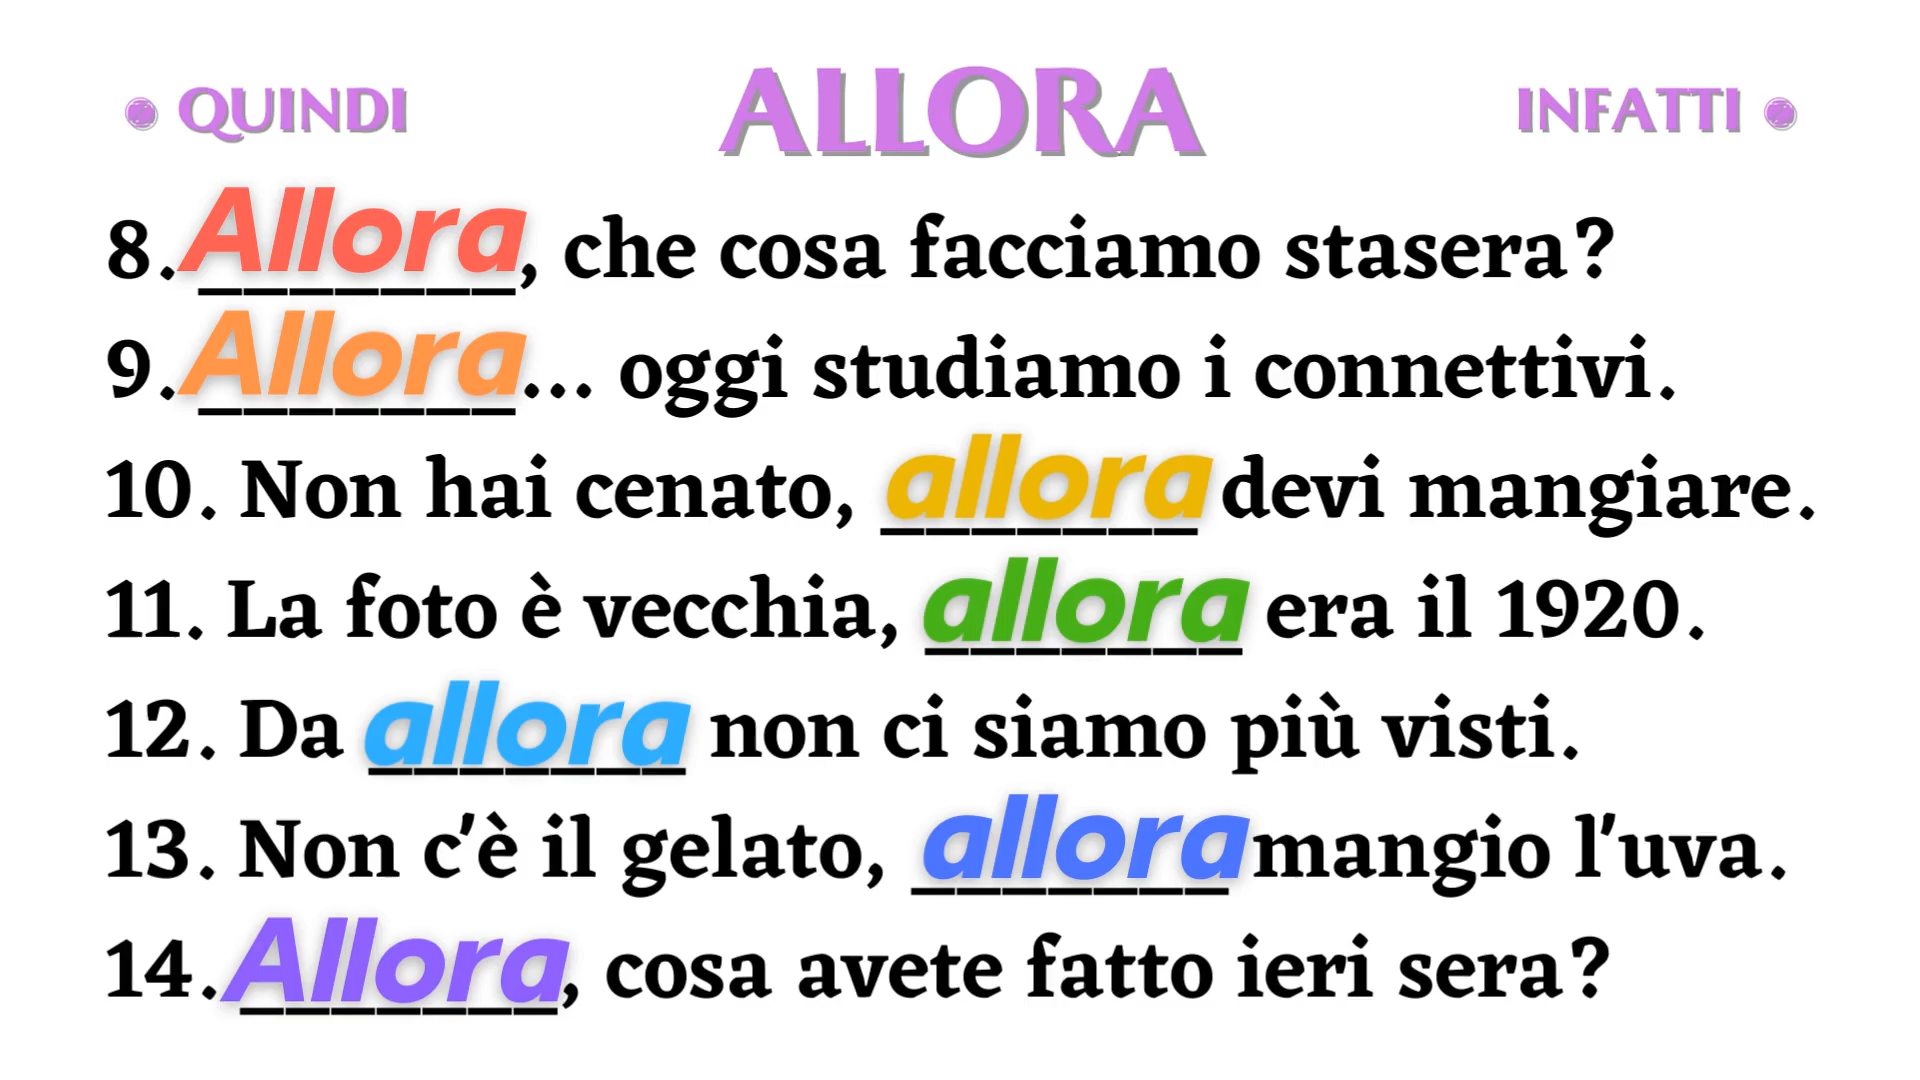 QUINDI ALLORA INFATTI
8. Allora, che cosa facciamo stasera?
9. Allora... oggi studiamo i connettivi.
10. Non hai cenato, allora devi mangiare.
11. La foto è vecchia, allora era il 1920.
12. Da allora non ci siamo più visti.
13. Non c'è il gelato, allora mangio l'uva.
14. Allora, cosa avete fatto ieri sera?